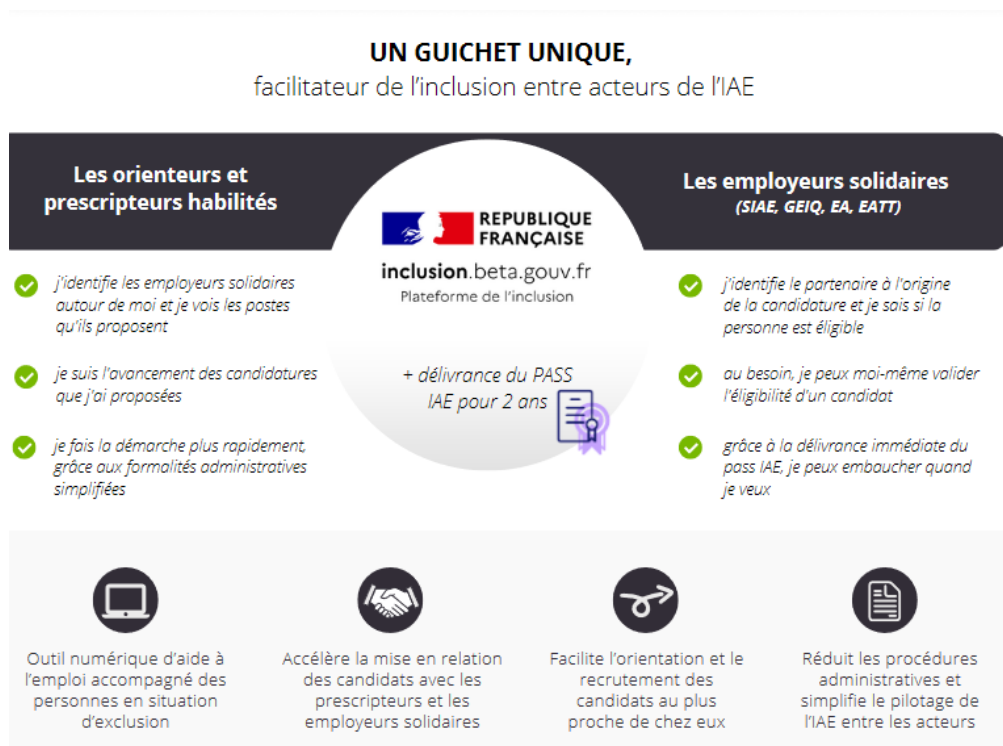 UN GUICHET UNIQUE,
facilitateur de l'inclusion entre acteurs de l'IAE
Les orienteurs et
prescripteurs habilités
j'identifie les employeurs solidaires
autour de moi et je vois les postes
qu'ils proposent
je suis l'avancement des candidatures
que j'ai proposées
je fais la démarche plus rapidement,
grâce aux formalités administratives
simplifiées
REPUBLIQUE
FRANÇAISE
inclusion.beta.gouv.fr
Plateforme de l'inclusion
+ délivrance du PASS
IAE pour 2 ans
Les employeurs solidaires
(SIAE, GEIQ, EA, EATT)
j'identifie le partenaire à l'origine
de la candidature et je sais si la
personne est éligible
au besoin, je peux moi-même valider
l'éligibilité d'un candidat
grâce à la délivrance immédiate du
pass IAE, je peux embaucher quand
je veux
Outil numérique d'aide à
l'emploi accompagné des
personnes en situation
d'exclusion
Accélère la mise en relation
des candidats avec les
prescripteurs et les
employeurs solidaires
Facilite l'orientation et le
recrutement des
candidats au plus
proche de chez eux
Réduit les procédures
administratives et
simplifie le pilotage de
l'IAE entre les acteurs